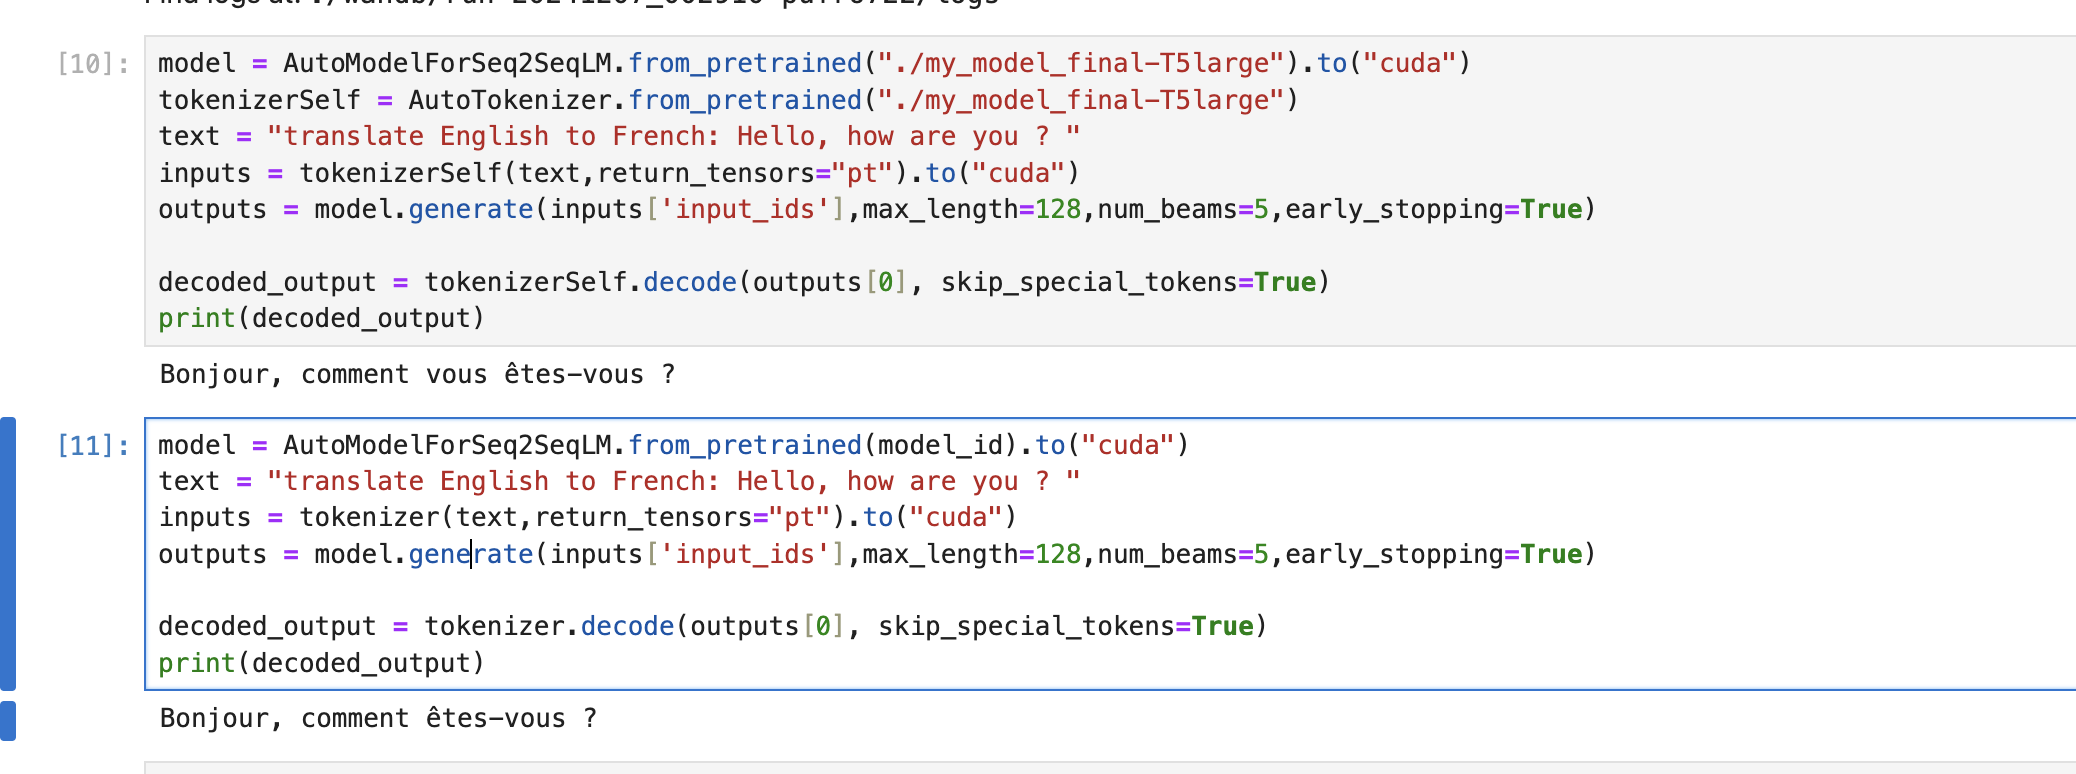 [10]:
model = AutoModelForSeq2SeqLM.from_pretrained("./my_model_final-T5large").to("cuda")
tokenizerSelf = AutoTokenizer.from_pretrained("./my_model_final-T5large")
text = "translate English to French: Hello, how are you ? "
inputs = tokenizerSelf(text,return_tensors="pt").to("cuda")
outputs = model.generate(inputs['input_ids'],max_length=128,num_beams=5,early_stopping=True)
decoded_output = tokenizerSelf.decode(outputs[0], skip_special_tokens=True)
print(decoded_output)
Bonjour, comment vous êtes-vous ?
[11]:
model = AutoModelForSeq2SeqLM.from_pretrained(model_id).to("cuda")
text = "translate English to French: Hello, how are you ? "
inputs = tokenizer(text,return_tensors="pt").to("cuda")
outputs = model.generate(inputs['input_ids'],max_length=128,num_beams=5,early_stopping=True)
decoded_output = tokenizer.decode(outputs[0], skip_special_tokens=True)
print(decoded_output)
Bonjour, comment êtes-vous ?